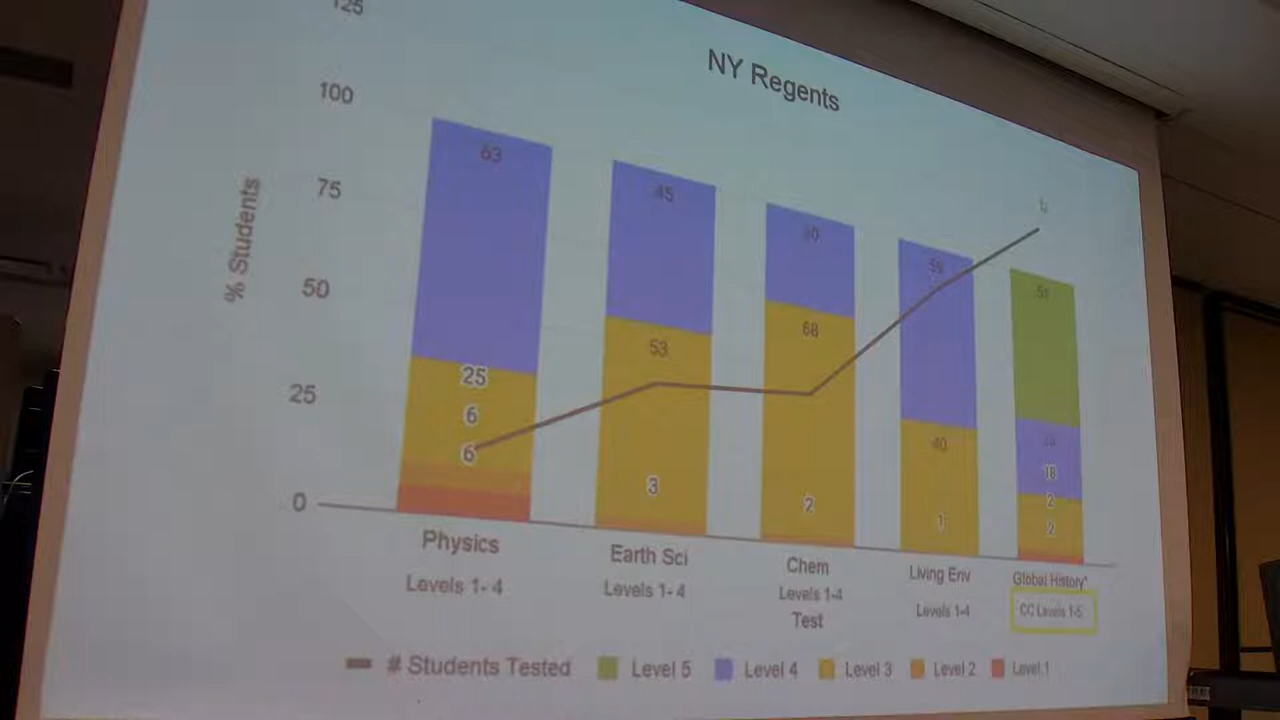 125
NY Regents
100
75
50
25
0
% Students
63
25
6
6
45
53
3
30
68
2
59
40
1
51
18
2
2
Physics
Earth Sci
Chem
Living Env
Global History*
Levels 1- 4
Levels 1- 4
Levels 1-4
Levels 1-4
CC Levels 1-5
Test
# Students Tested
Level 5
Level 4
Level 3
Level 2
Level 1